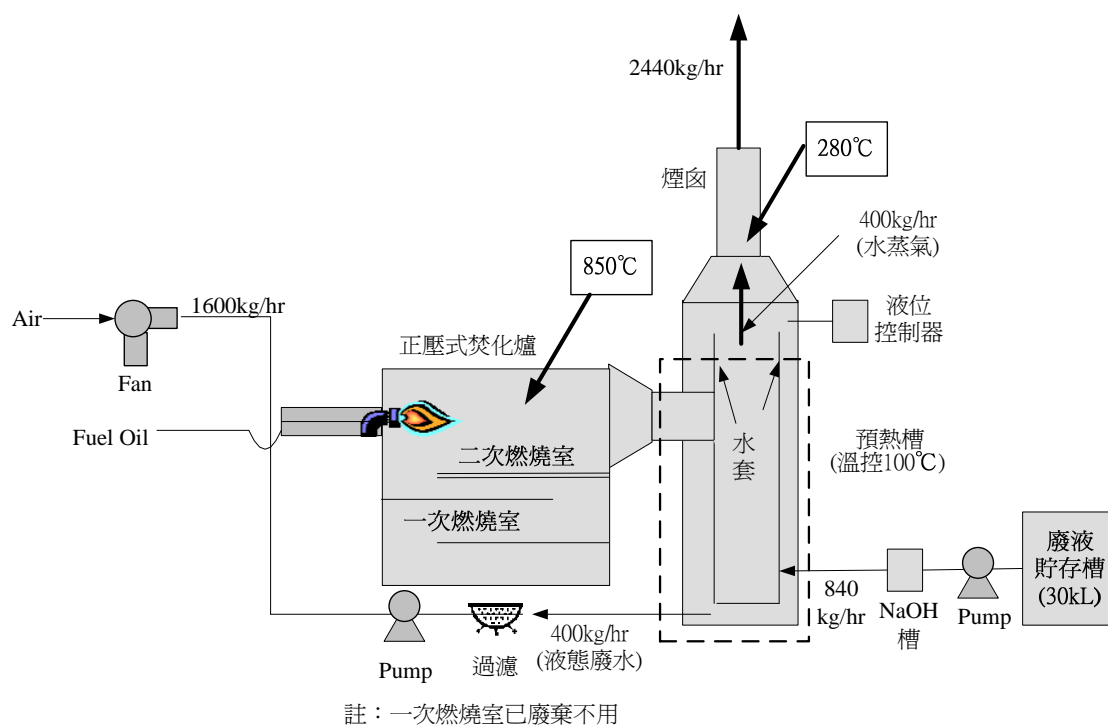 2440kg/hr
280℃
煙囪
400kg/hr
(水蒸氣)
850℃
液位
控制器
1600kg/hr
Air
Fan
正壓式焚化爐
Fuel Oil
二次燃燒室
一次燃燒室
水
套
預熱槽
(溫控100℃)
廢液
貯存槽
(30kL)
840
kg/hr
NaOH
槽
Pump
400kg/hr
(液態廢水)
過濾
Pump
註：一次燃燒室已廢棄不用